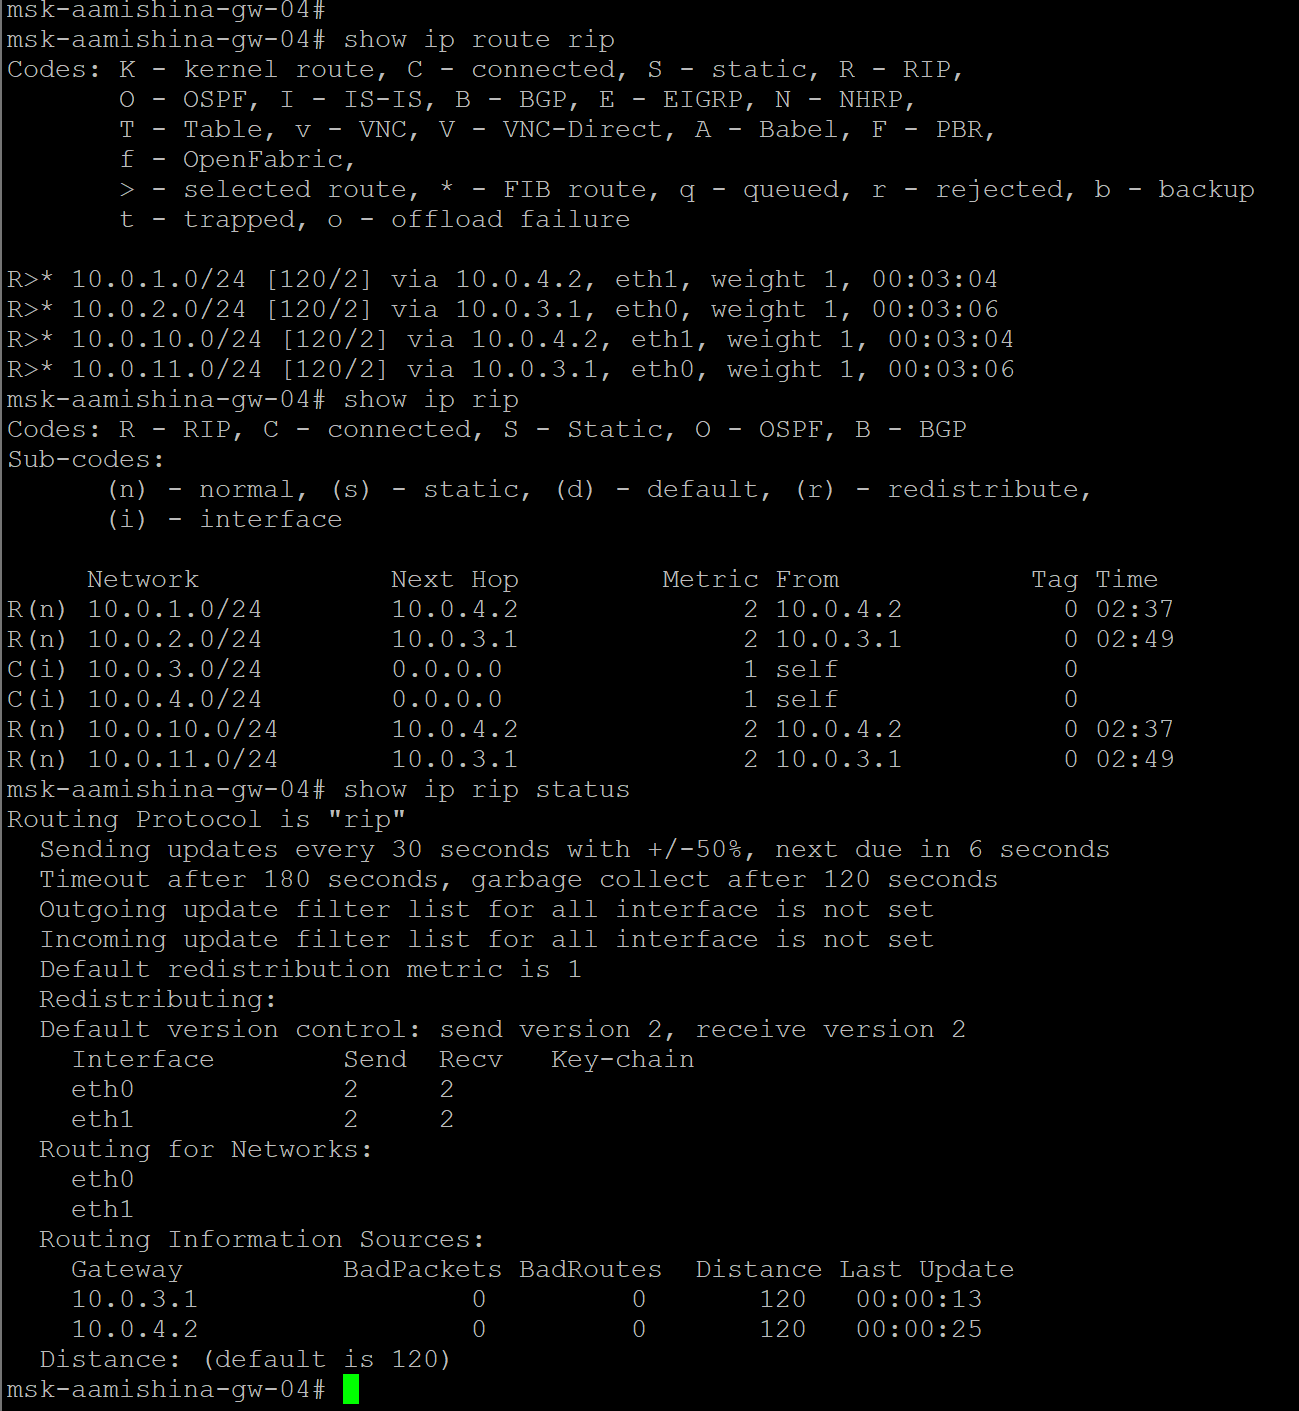 msk-aamishina-gw-04#
msk-aamishina-gw-04# show ip route rip
Codes: K - kernel route, C - connected, S - static, R - RIP,
       O - OSPF, I - IS-IS, B - BGP, E - EIGRP, N - NHRP,
       T - Table, v - VNC, V - VNC-Direct, A - Babel, F - PBR,
       f - OpenFabric,
       > - selected route, * - FIB route, q - queued, r - rejected, b - backup
       t - trapped, o - offload failure

R>* 10.0.1.0/24 [120/2] via 10.0.4.2, eth1, weight 1, 00:03:04
R>* 10.0.2.0/24 [120/2] via 10.0.3.1, eth0, weight 1, 00:03:06
R>* 10.0.10.0/24 [120/2] via 10.0.4.2, eth1, weight 1, 00:03:04
R>* 10.0.11.0/24 [120/2] via 10.0.3.1, eth0, weight 1, 00:03:06
msk-aamishina-gw-04# show ip rip
Codes: R - RIP, C - connected, S - Static, O - OSPF, B - BGP
Sub-codes:
      (n) - normal, (s) - static, (d) - default, (r) - redistribute,
      (i) - interface

     Network            Next Hop         Metric From            Tag Time
R(n) 10.0.1.0/24        10.0.4.2              2 10.0.4.2          0 02:37
R(n) 10.0.2.0/24        10.0.3.1              2 10.0.3.1          0 02:49
C(i) 10.0.3.0/24        0.0.0.0               1 self              0
C(i) 10.0.4.0/24        0.0.0.0               1 self              0
R(n) 10.0.10.0/24       10.0.4.2              2 10.0.4.2          0 02:37
R(n) 10.0.11.0/24       10.0.3.1              2 10.0.3.1          0 02:49
msk-aamishina-gw-04# show ip rip status
Routing Protocol is "rip"
  Sending updates every 30 seconds with +/-50%, next due in 6 seconds
  Timeout after 180 seconds, garbage collect after 120 seconds
  Outgoing update filter list for all interface is not set
  Incoming update filter list for all interface is not set
  Default redistribution metric is 1
  Redistributing:
  Default version control: send version 2, receive version 2
    Interface        Send  Recv   Key-chain
    eth0             2     2
    eth1             2     2
  Routing for Networks:
    eth0
    eth1
  Routing Information Sources:
    Gateway          BadPackets BadRoutes  Distance Last Update
    10.0.3.1                 0         0       120   00:00:13
    10.0.4.2                 0         0       120   00:00:25
  Distance: (default is 120)
msk-aamishina-gw-04#